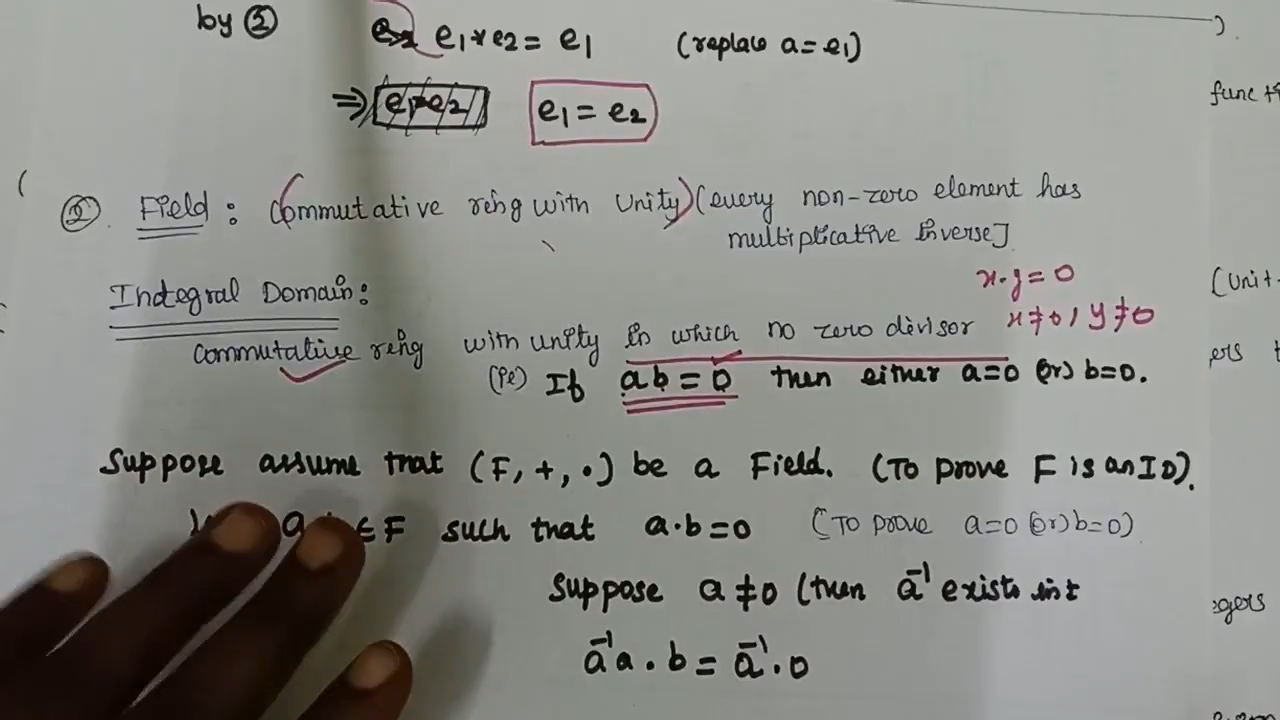 by ② e₁*e₂ = e₁ (replace a=e₁)
⇒ e₁=e₂ e₁ = e₂
② Field: (Commutative ring with unity) (every non-zero element has
multiplicative inverse]
Integral Domain:
x·y = 0
x≠0, y≠0
Commutative ring with unity in which no zero divisor
(ie) If ab = 0 then either a=0 (or) b=0.
Suppose assume that (F, +, ·) be a Field. (To prove F is an ID).
∈ F such that a·b=0 (To prove a=0 (or) b=0)
Suppose a≠0 (then a⁻¹ exists
a⁻¹a·b = a⁻¹·0
(unit
ers
gers